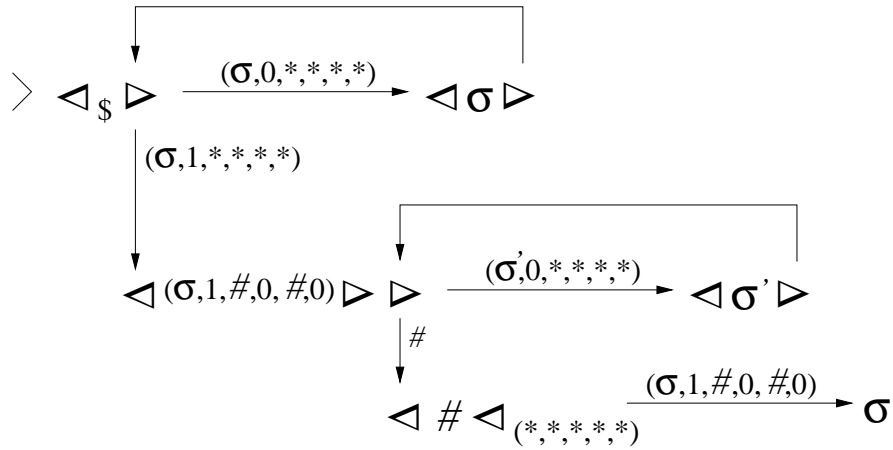 > ◁ $ ▷ (σ,0,*,*,*,*) ◁ σ ▷
(σ,1,*,*,*,*)
◁ (σ,1,#,0, #,0) ▷ ▷ (σ',0,*,*,*,*) ◁ σ' ▷
#
◁ # ◁ (*,*,*,*,*) (σ,1,#,0, #,0) σ